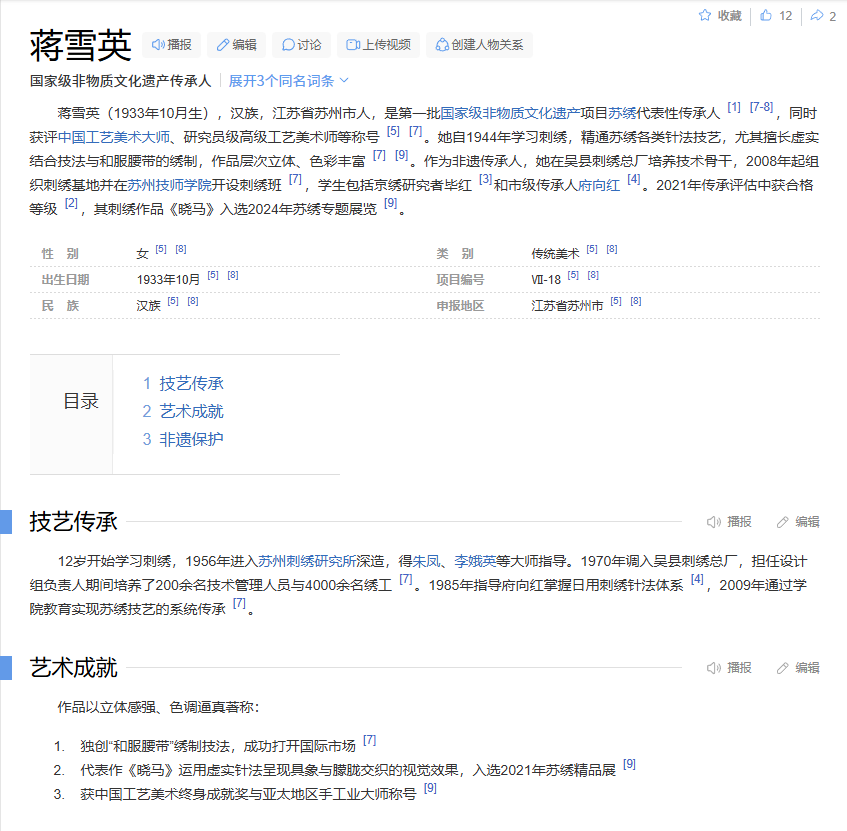 收藏 12 2
蒋雪英 播报 编辑 讨论 上传视频 创建人物关系
国家级非物质文化遗产传承人 展开3个同名词条
蒋雪英（1933年10月生），汉族，江苏省苏州市人，是第一批国家级非物质文化遗产项目苏绣代表性传承人 [1] [7-8]，同时
获评中国工艺美术大师、研究员级高级工艺美术师等称号 [5] [7]。她自1944年学习刺绣，精通苏绣各类针法技艺，尤其擅长虚实
结合技法与和服腰带的绣制，作品层次立体、色彩丰富 [7] [9]。作为非遗传承人，她在吴县刺绣总厂培养技术骨干，2008年起组
织刺绣基地并在苏州技师学院开设刺绣班 [7]，学生包括京绣研究者毕红 [3]和市级传承人府向红 [4]。2021年传承评估中获合格
等级 [2]，其刺绣作品《晓马》入选2024年苏绣专题展览 [9]。
性 别 女 [5] [8] 类 别 传统美术 [5] [8]
出生日期 1933年10月 [5] [8] 项目编号 Ⅶ-18 [5] [8]
民 族 汉族 [5] [8] 申报地区 江苏省苏州市 [5] [8]
目录
1 技艺传承
2 艺术成就
3 非遗保护
技艺传承 播报 编辑
12岁开始学习刺绣，1956年进入苏州刺绣研究所深造，得朱凤、李娥英等大师指导。1970年调入吴县刺绣总厂，担任设计
组负责人期间培养了200余名技术管理人员与4000余名绣工 [7]。1985年指导府向红掌握日用刺绣针法体系 [4]，2009年通过学
院教育实现苏绣技艺的系统传承 [7]。
艺术成就 播报 编辑
作品以立体感强、色调逼真著称：
1. 独创“和服腰带”绣制技法，成功打开国际市场 [7]
2. 代表作《晓马》运用虚实针法呈现具象与朦胧交织的视觉效果，入选2021年苏绣精品展 [9]
3. 获中国工艺美术终身成就奖与亚太地区手工业大师称号 [9]